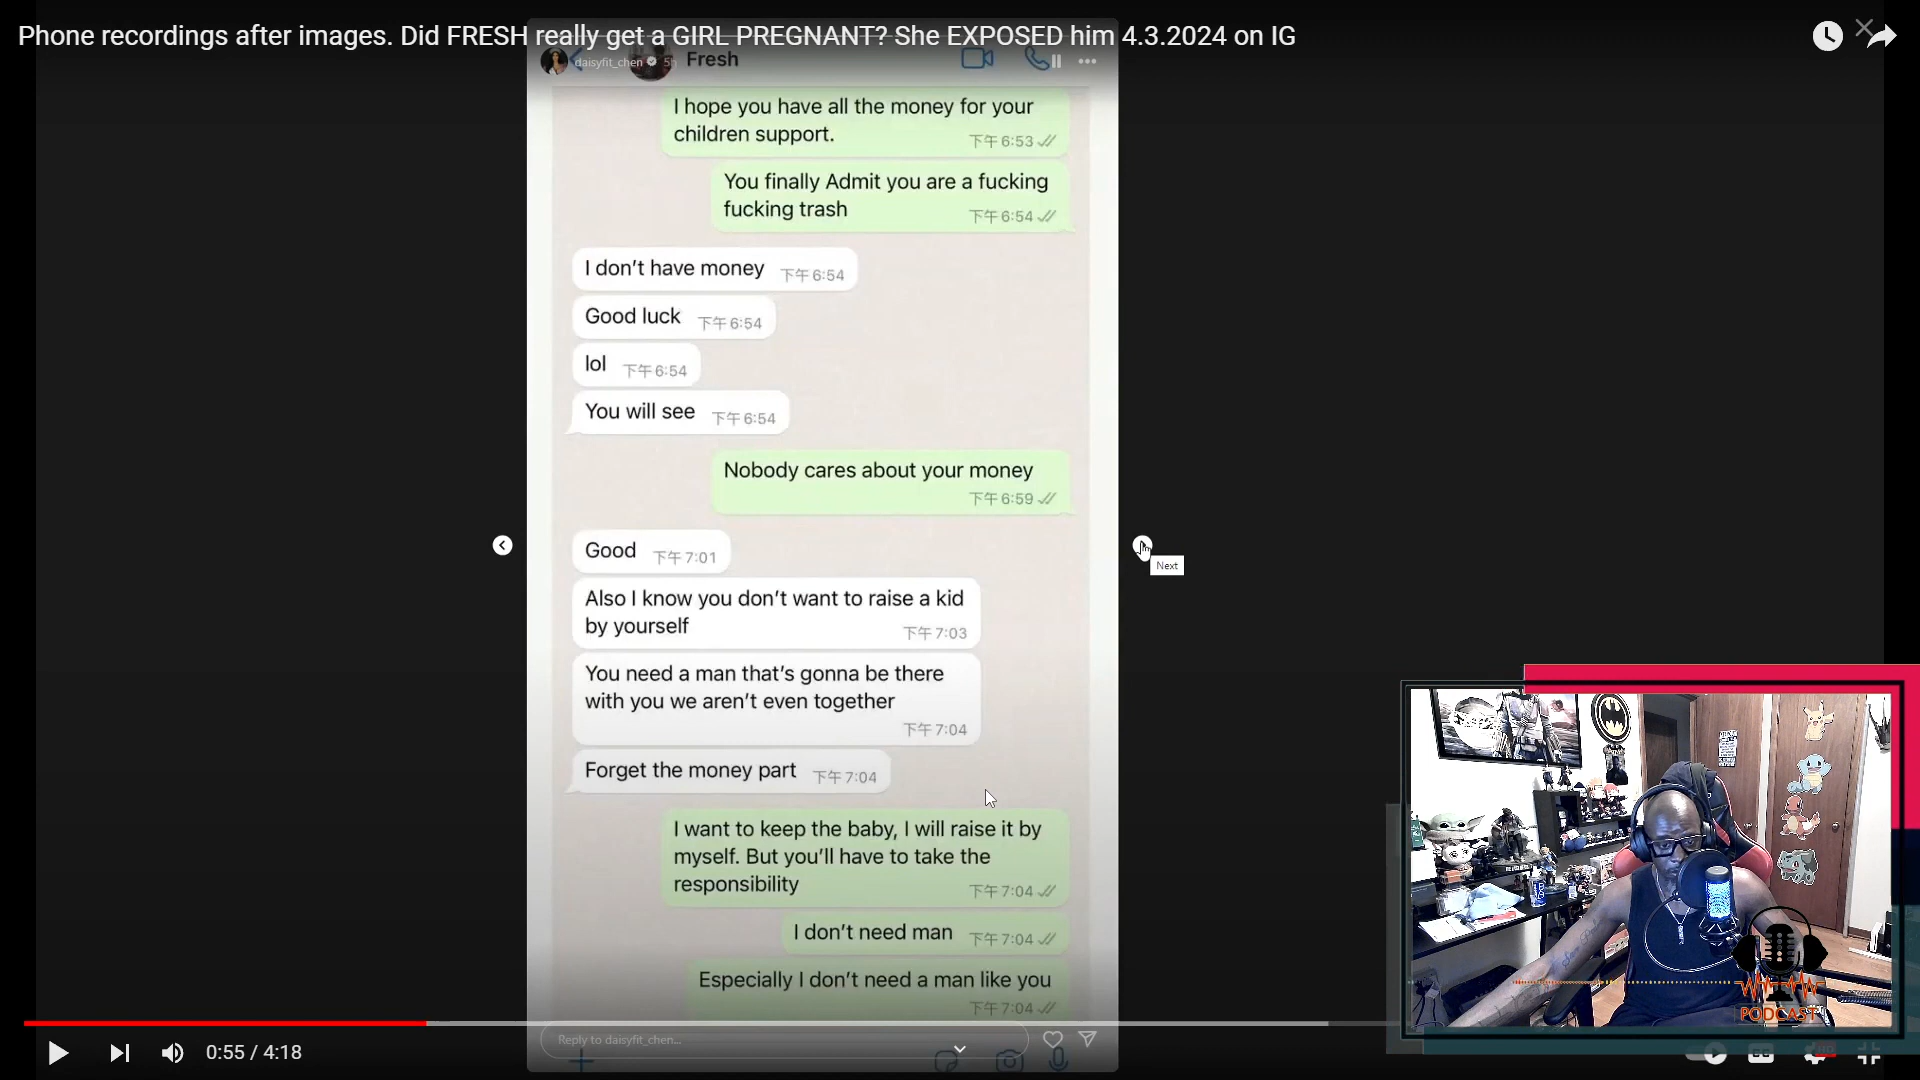 Phone recordings after images. Did FRESH really get a GIRL PREGNANT? She EXPOSED him 4.3.2024 on IG
daisyfit_chen 5h
Fresh
I hope you have all the money for your
children support.
下午 6:53
You finally Admit you are a fucking
fucking trash
下午 6:54
I don't have money 下午 6:54
Good luck 下午 6:54
lol 下午 6:54
You will see 下午 6:54
Nobody cares about your money
下午 6:59
Good 下午 7:01
Also I know you don't want to raise a kid
by yourself
下午 7:03
You need a man that's gonna be there
with you we aren't even together
下午 7:04
Forget the money part 下午 7:04
I want to keep the baby, I will raise it by
myself. But you'll have to take the
responsibility
下午 7:04
I don't need man 下午 7:04
Especially I don't need a man like you
下午 7:04
Next
Reply to daisyfit_chen...
0:55 / 4:18
PODCAST
CC
HD